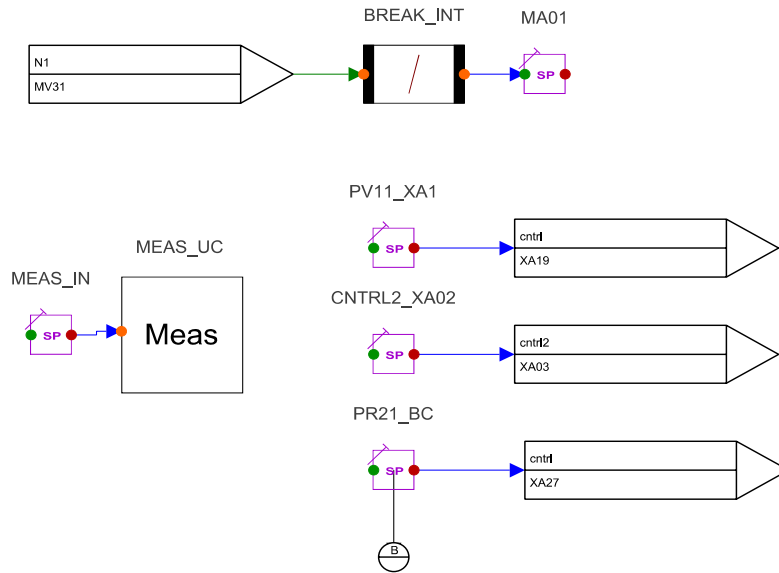 BREAK_INT
MA01
N1
MV31
SP
PV11_XA1
SP
cntrl
XA19
MEAS_UC
MEAS_IN
SP
Meas
CNTRL2_XA02
SP
cntrl2
XA03
PR21_BC
SP
cntrl
XA27
B